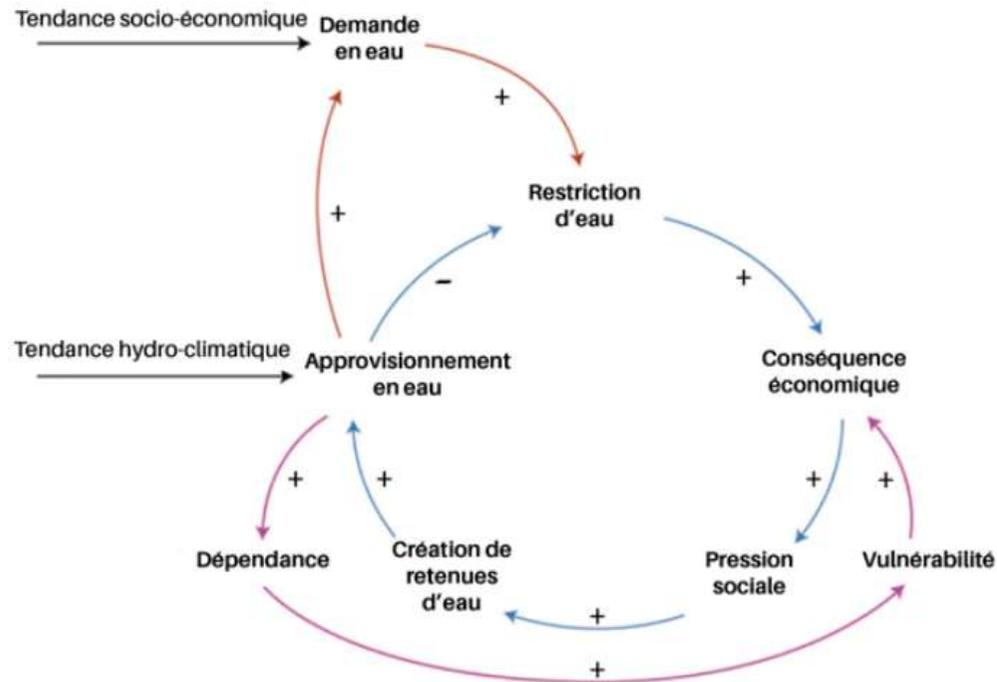 Tendance socio-économique
Demande
en eau
+
Restriction
d'eau
+
–
+
Tendance hydro-climatique
Approvisionnement
en eau
Conséquence
économique
+
+
+
+
Dépendance
Création de
retenues
d'eau
Pression
sociale
Vulnérabilité
+
+